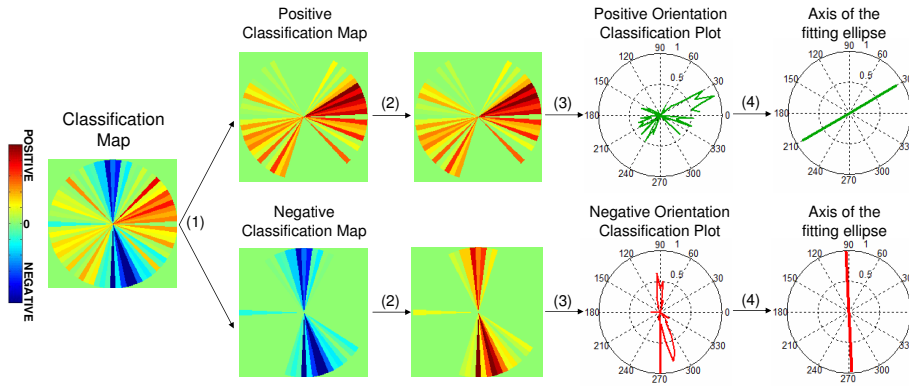 Positive
Classification Map
Positive Orientation
Classification Plot
Axis of the
fitting ellipse
90 1
120 60
0.5
150 30
180 0
210 330
240 300
270
90 1
120 60
0.5
150 30
180 0
210 330
240 300
270
(2)
(3)
(4)
Classification
Map
POSITIVE
0
NEGATIVE
(1)
Negative
Classification Map
Negative Orientation
Classification Plot
Axis of the
fitting ellipse
90 1
120 60
0.5
150 30
180 0
210 330
240 300
270
90 1
120 60
0.5
150 30
180 0
210 330
240 300
270
(2)
(3)
(4)